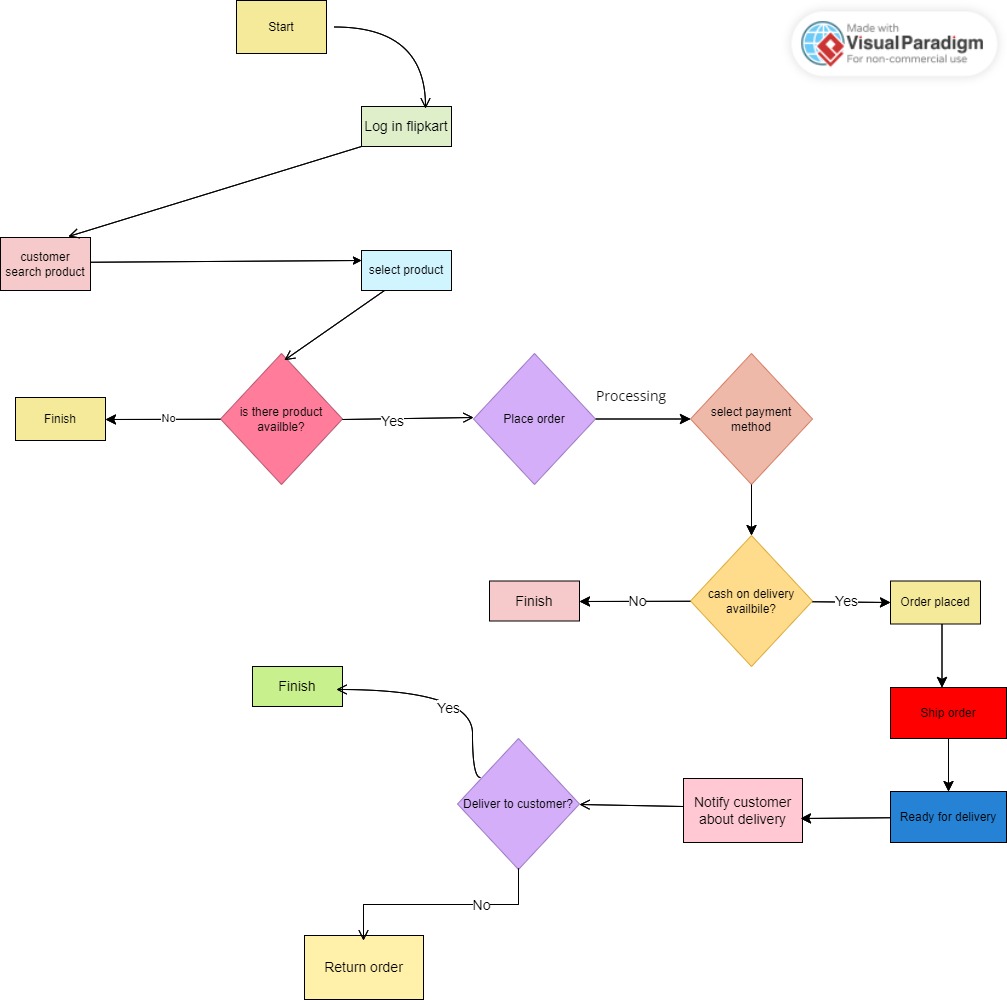 Start
Made with
Visual Paradigm
For non-commercial use
Log in flipkart
customer
search product
select product
Finish
No
is there product
availble?
Yes
Place order
Processing
select payment
method
Finish
No
cash on delivery
availbile?
Yes
Order placed
Finish
Yes
Ship order
Deliver to customer?
Notify customer
about delivery
Ready for delivery
No
Return order